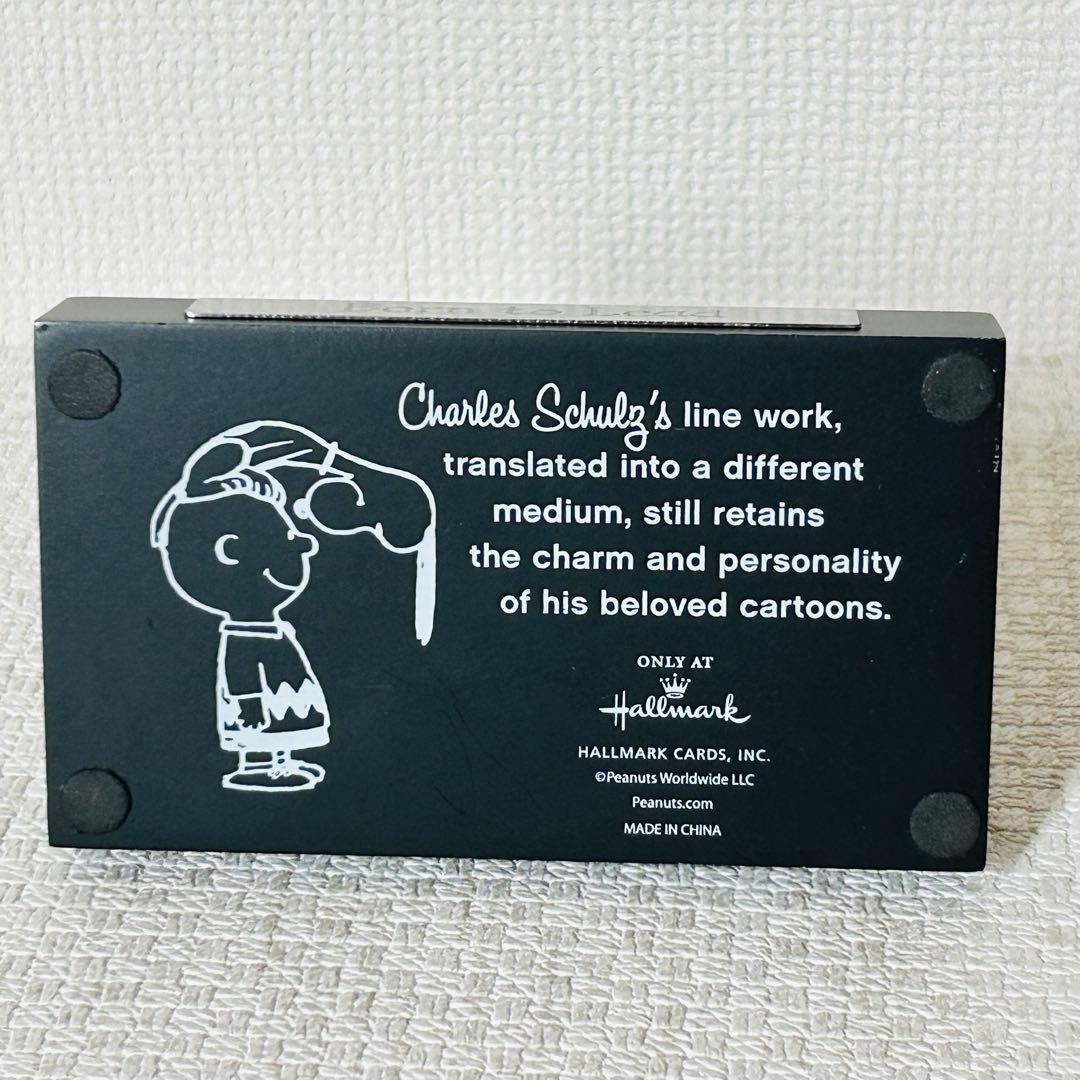 Charles Schulz's line work,
translated into a different
medium, still retains
the charm and personality
of his beloved cartoons.
ONLY AT
Hallmark
HALLMARK CARDS, INC.
©Peanuts Worldwide LLC
Peanuts.com
MADE IN CHINA